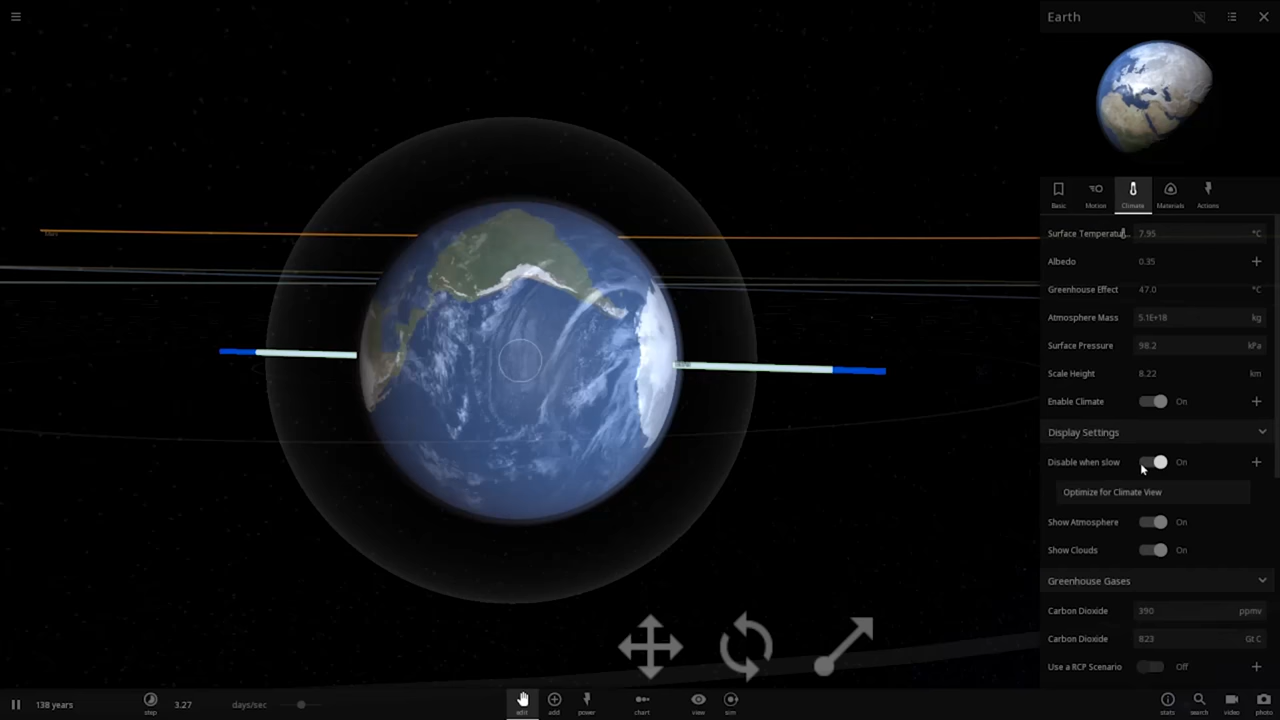 Earth
Basic Motion Climate Materials Actions
Surface Temperatur 7.95 °C
Albedo 0.35
Greenhouse Effect 47.0 °C
Atmosphere Mass 5.1E+18 kg
Surface Pressure 98.2 kPa
Scale Height 8.22 km
Enable Climate On
Display Settings
Disable when slow On
Optimize for Climate View
Show Atmosphere On
Show Clouds On
Greenhouse Gases
Carbon Dioxide 390 ppmv
Carbon Dioxide 823 Gt C
Use a RCP Scenario Off
138 years step 3.27 days/sec edit add power chart view sim stats search video photo